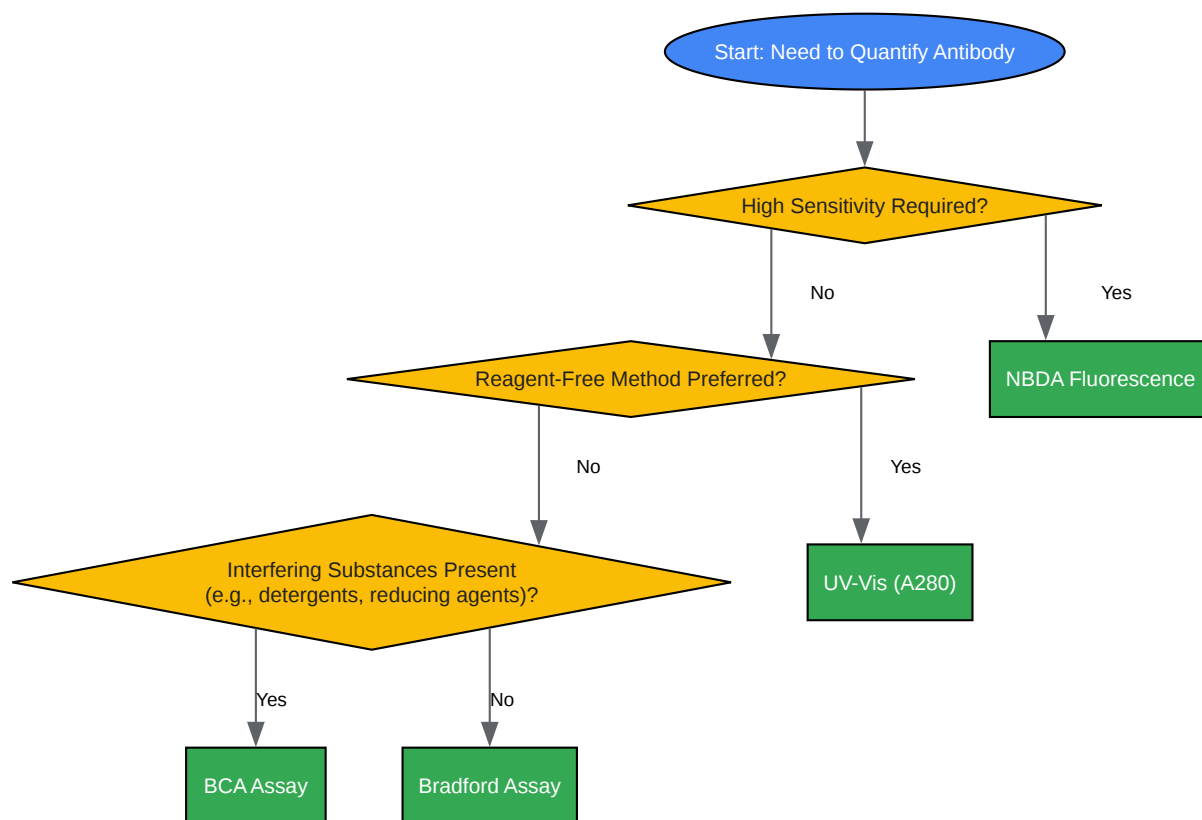 Start: Need to Quantify Antibody
High Sensitivity Required?
No
Yes
Reagent-Free Method Preferred?
NBDA Fluorescence
No
Yes
Interfering Substances Present
(e.g., detergents, reducing agents)?
UV-Vis (A280)
Yes
No
BCA Assay
Bradford Assay